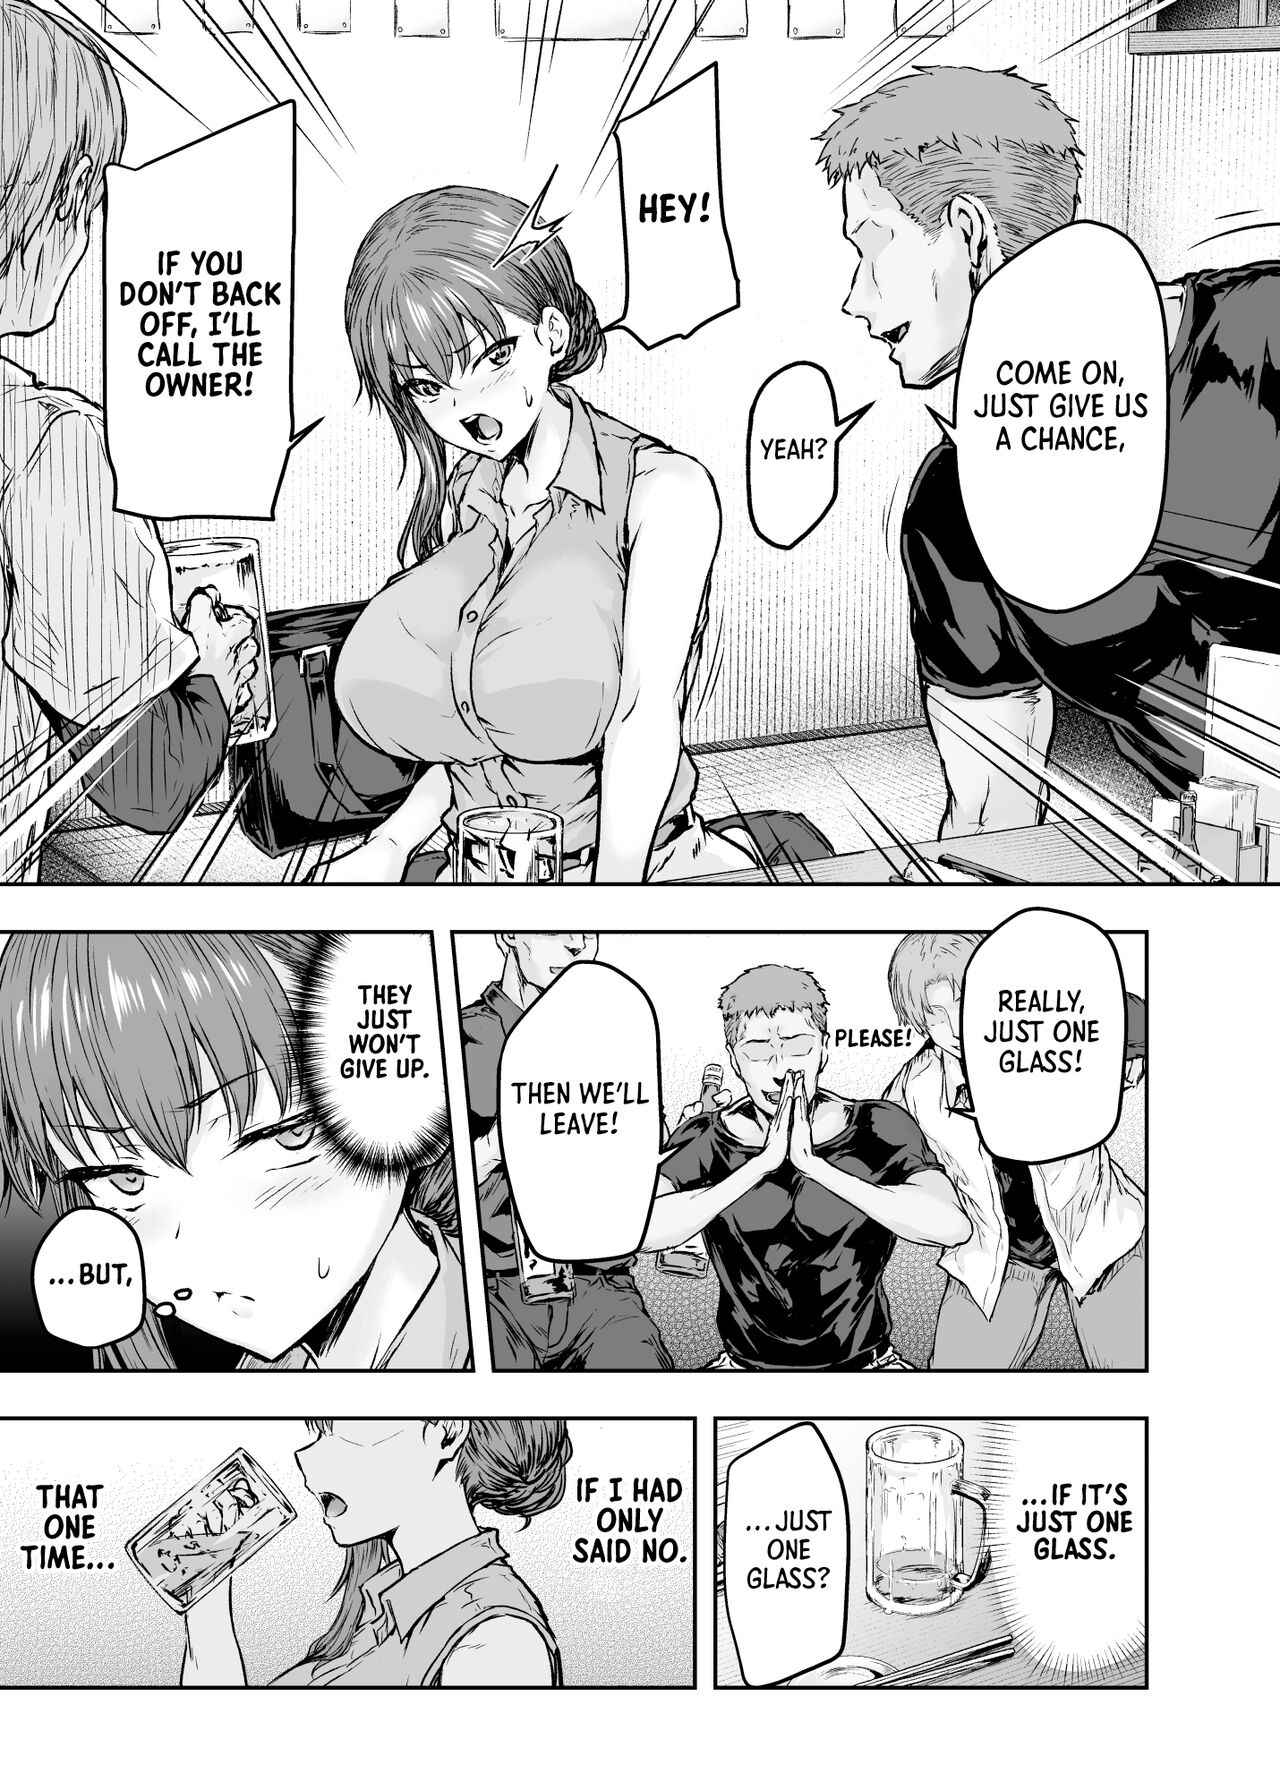 COME ON,
JUST GIVE US
A CHANCE,
YEAH?
HEY!
IF YOU
DON'T BACK
OFF, I'LL
CALL THE
OWNER!
REALLY,
JUST ONE
GLASS!
PLEASE!
THEN WE'LL
LEAVE!
THEY
JUST
WON'T
GIVE UP.
...BUT,
...IF IT'S
JUST ONE
GLASS.
...JUST
ONE
GLASS?
IF I HAD
ONLY
SAID NO.
THAT
ONE
TIME...